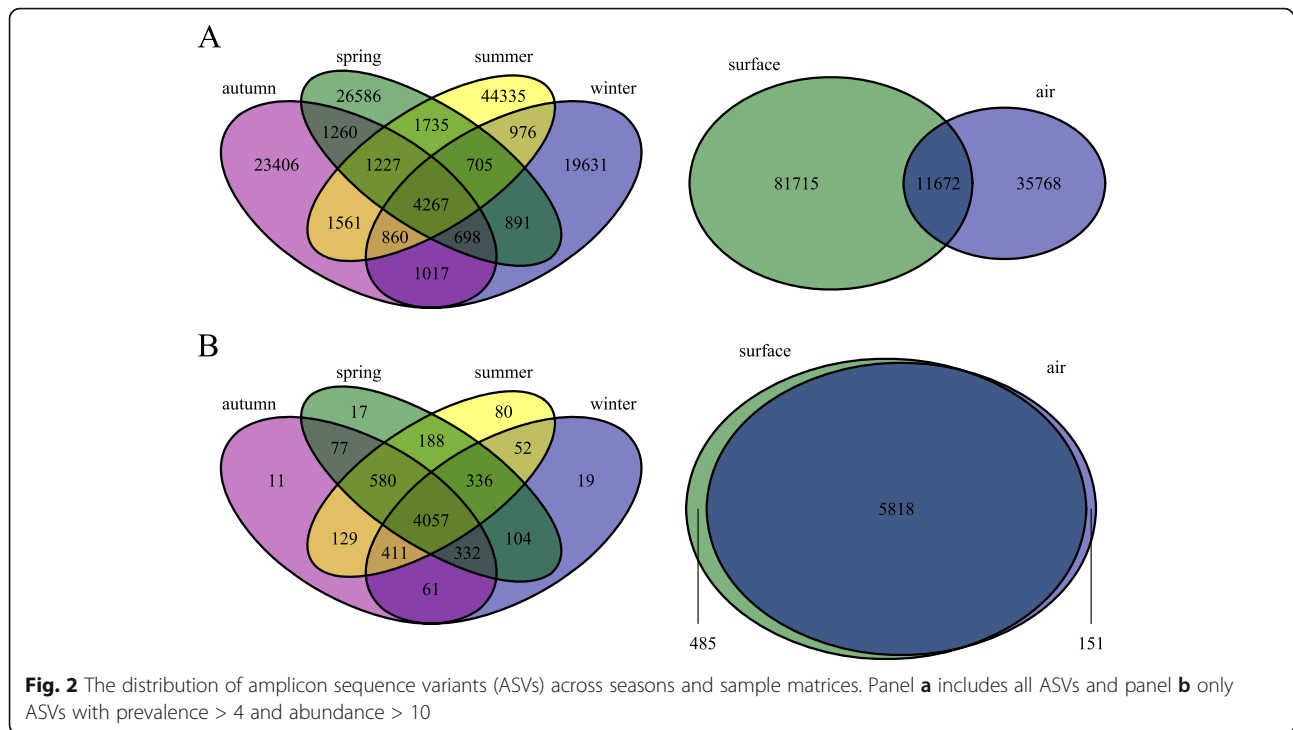 A
spring
summer
autumn
winter
26586
44335
1260
1735
976
23406
1227
705
19631
4267
1561
860
698
891
1017
surface
air
81715
11672
35768
B
spring
summer
autumn
winter
17
80
77
188
52
11
580
336
19
4057
129
411
332
104
61
surface
air
5818
485
151
Fig. 2 The distribution of amplicon sequence variants (ASVs) across seasons and sample matrices. Panel a includes all ASVs and panel b only
ASVs with prevalence > 4 and abundance > 10